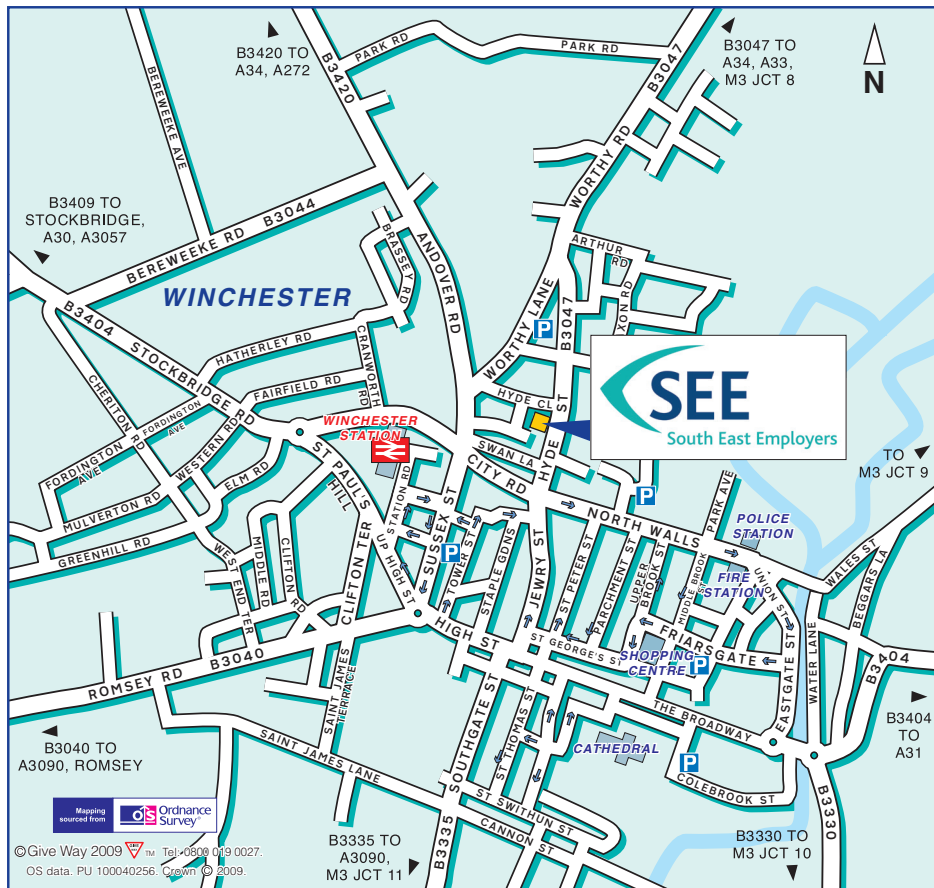 B3420 TO
A34, A272
PARK RD
PARK RD
B3047
B3047 TO
A34, A33,
M3 JCT 8
N
BEREWEEKE AVE
B3420
B3409 TO
STOCKBRIDGE,
A30, A3057
BEREWEEKE RD
B3044
BRASSEY RD
ANDOVER RD
WORTHY RD
ARTHUR
RD
WINCHESTER
B3404
STOCKBRIDGE RD
HATHERLEY RD
CRANWORTH
RD
WORTHY LANE
P
B3047
XON RD
CHERITON RD
FAIRFIELD RD
FORDINGTON
AVE
FORDINGTON
AVE
WESTERN RD
WINCHESTER
STATION
HYDE CL
HYDE ST
SEE
South East Employers
ELM RD
MULVERTON RD
GREENHILL RD
ST PAUL'S
HILL
SWAN LA
CITY RD
STATION RD
SUSSEX ST
P
TO
M3 JCT 9
NORTH WALLS
PARK AVE
POLICE
STATION
WEST END TER
MIDDLE RD
CLIFTON RD
CLIFTON TER
UP HIGH ST
P
TOWER ST
STAPLE GDNS
JEWRY ST
ST PETER ST
PARCHMENT ST
UPPER
BROOK ST
MIDDLE BROOK
ST
FIRE
STATION
UNION ST
WALES ST
BEGGARS LA
HIGH ST
ST GEORGE'S ST
FRIARSGATE
SHOPPING
CENTRE
P
EASTGATE ST
WATER LANE
B3404
ROMSEY RD
B3040
SAINT JAMES
TERRACE
B3040 TO
A3090, ROMSEY
SAINT JAMES LANE
SOUTHGATE ST
ST THOMAS ST
CATHEDRAL
THE BROADWAY
P
COLEBROOK ST
B3404
TO
A31
ST SWITHUN ST
CANNON ST
B3335
B3335 TO
A3090,
M3 JCT 11
B3330
B3330 TO
M3 JCT 10
Mapping
sourced from
OS
Ordnance
Survey®
© Give Way 2009
TM
Tel: 0800 019 0027.
OS data. PU 100040256. Crown © 2009.